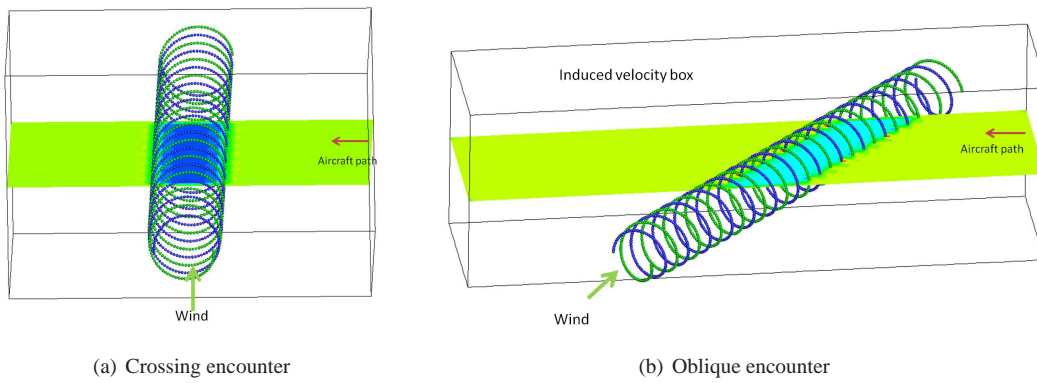 Aircraft path
Wind
(a) Crossing encounter
Induced velocity box
Aircraft path
Wind
(b) Oblique encounter